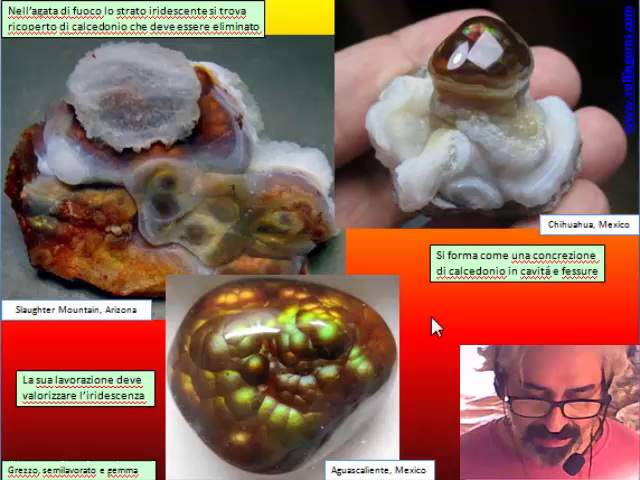 Nell'agata di fuoco lo strato iridescente si trova
ricoperto di calcedonio che deve essere eliminato
Chihuahua, Mexico
Si forma come una concrezione
di calcedonio in cavitá e fessure
Slaughter Mountain, Arizona
La sua lavorazione deve
valorizzare l'iridescenza
Grezzo, semilavorato e gemma
Aguascaliente, Mexico